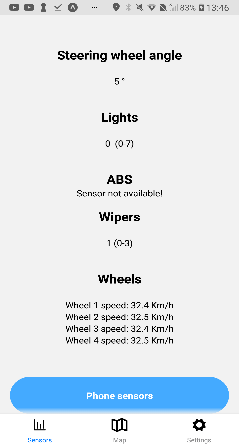 83% 13:46
Steering wheel angle
5 °
Lights
0 (0-7)
ABS
Sensor not available!
Wipers
1 (0-3)
Wheels
Wheel 1 speed: 32.4 Km/h
Wheel 2 speed: 32.5 Km/h
Wheel 3 speed: 32.4 Km/h
Wheel 4 speed: 32.5 Km/h
Phone sensors
Sensors Map Settings